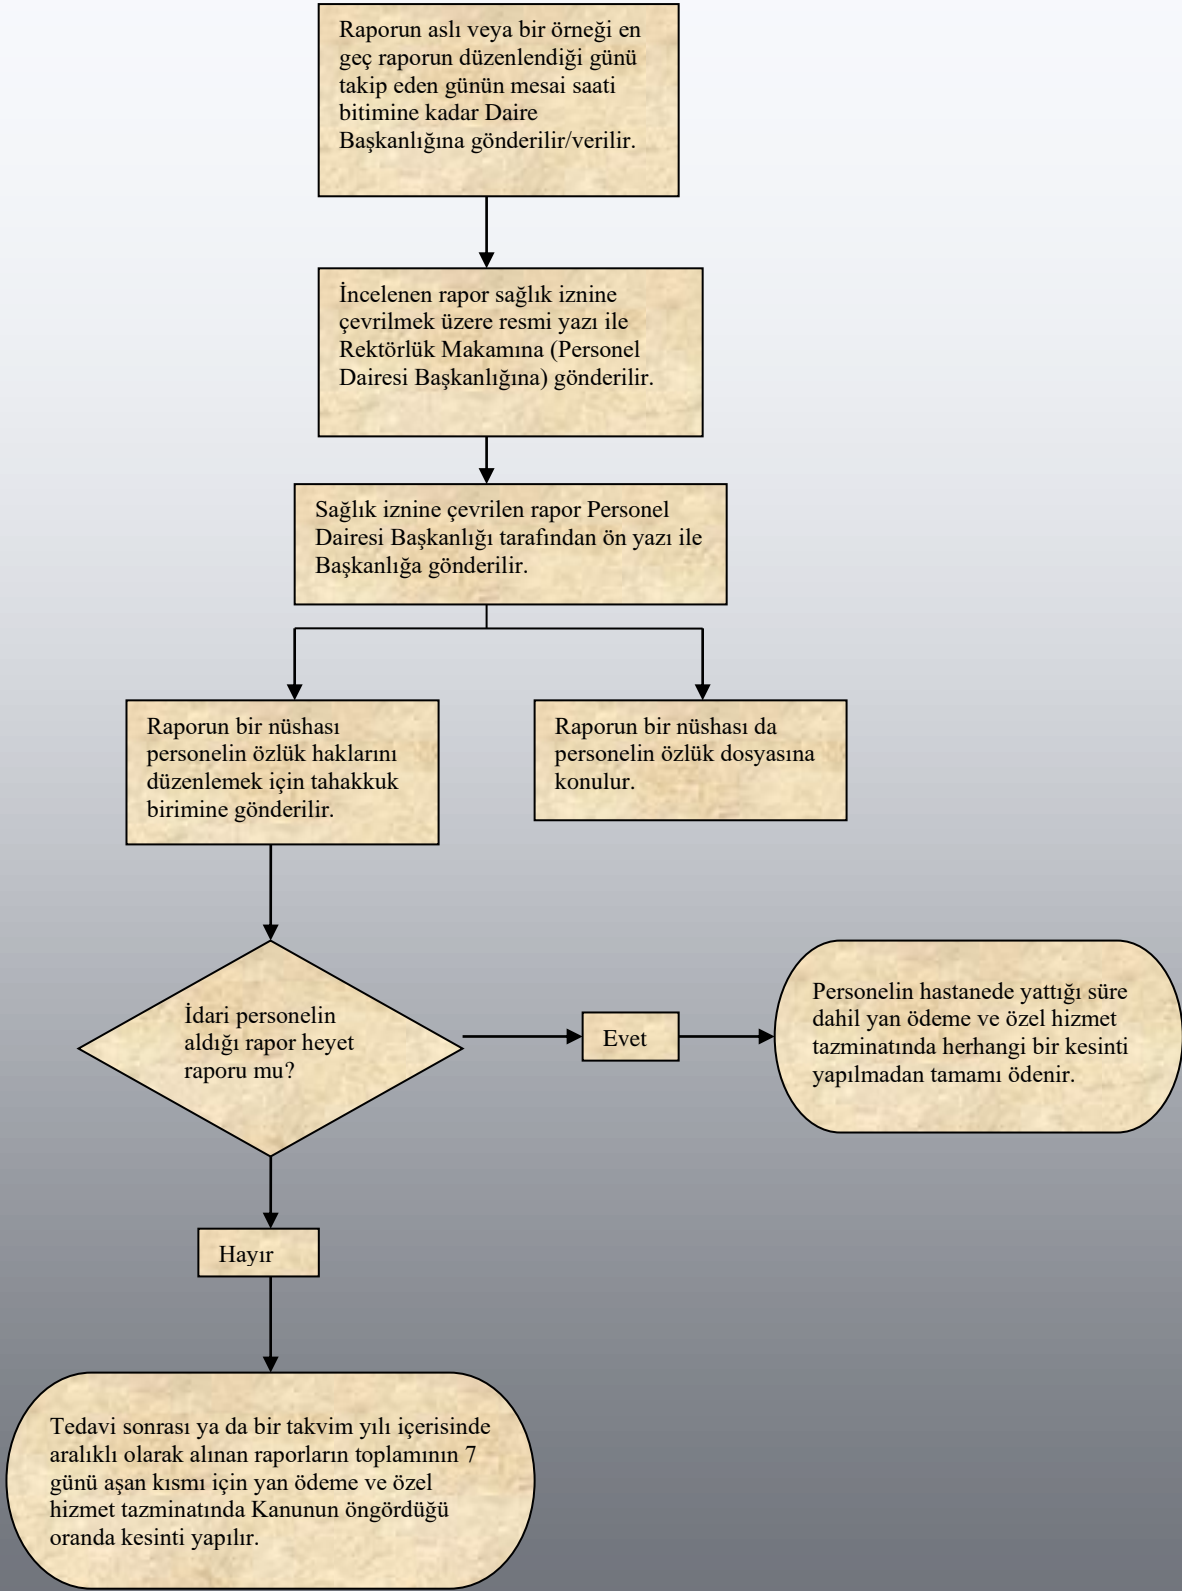 Raporun aslı veya bir örneği en
geç raporun düzenlendiği günü
takip eden günün mesai saati
bitimine kadar Daire
Başkanlığına gönderilir/verilir.
İncelenen rapor sağlık iznine
çevrilmek üzere resmi yazı ile
Rektörlük Makamına (Personel
Dairesi Başkanlığına) gönderilir.
Sağlık iznine çevrilen rapor Personel
Dairesi Başkanlığı tarafından ön yazı ile
Başkanlığa gönderilir.
Raporun bir nüshası
personelin özlük haklarını
düzenlemek için tahakkuk
birimine gönderilir.
Raporun bir nüshası da
personelin özlük dosyasına
konulur.
İdari personelin
aldığı rapor heyet
raporu mu?
Evet
Personelin hastanede yattığı süre
dahil yan ödeme ve özel hizmet
tazminatında herhangi bir kesinti
yapılmadan tamamı ödenir.
Hayır
Tedavi sonrası ya da bir takvim yılı içerisinde
aralıklı olarak alınan raporların toplamının 7
günü aşan kısmı için yan ödeme ve özel
hizmet tazminatında Kanunun öngördüğü
oranda kesinti yapılır.